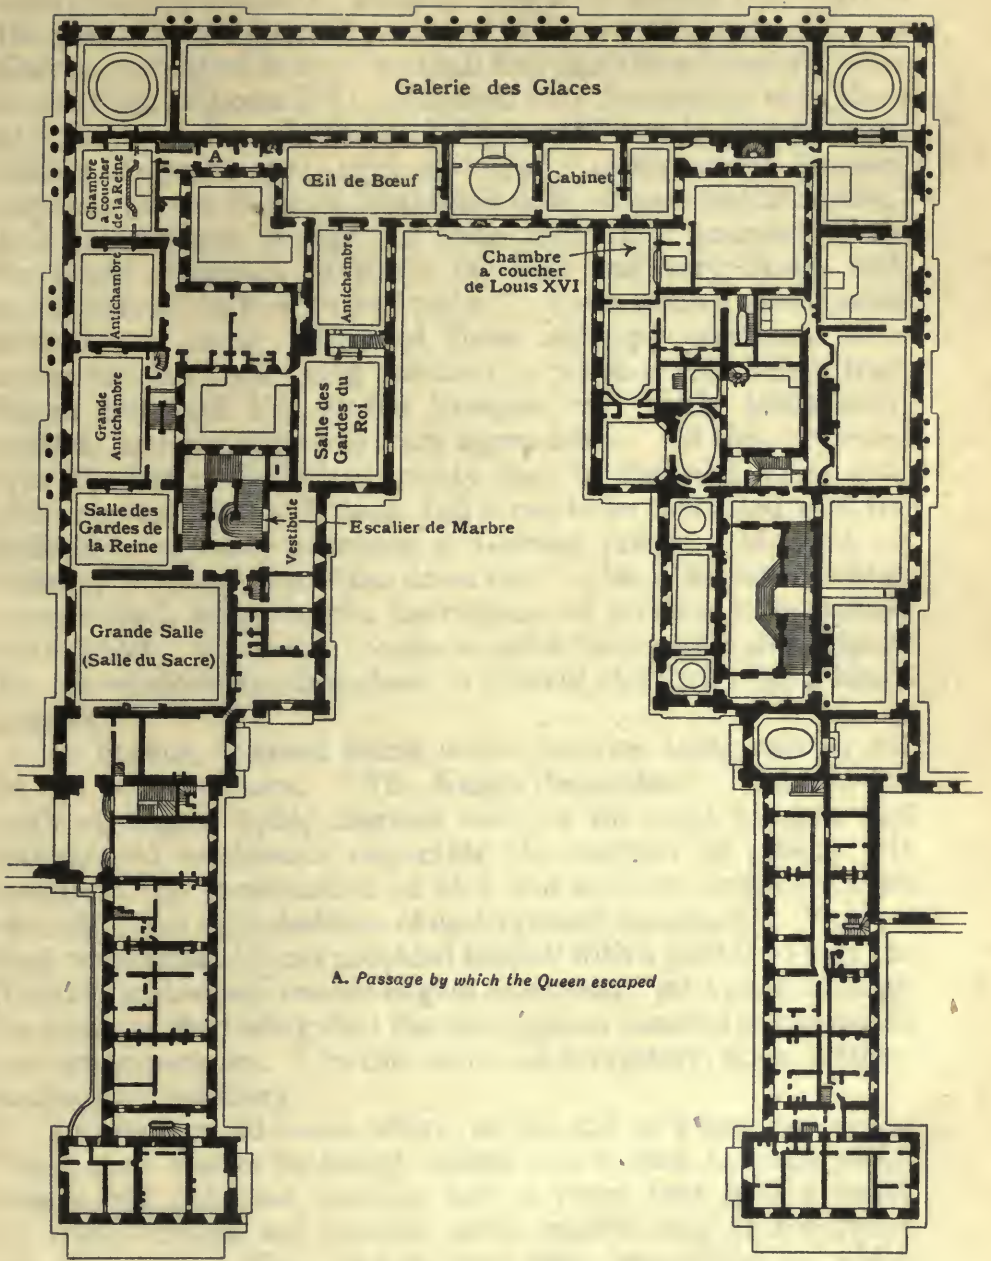 Galerie des Glaces
A
Œil de Bœuf
Cabinet
Chambre
a coucher
de la Reine
Chambre
a coucher
de Louis XVI
Antichambre
Antichambre
Grande
Antichambre
Salle des
Gardes du
Roi
Salle des
Gardes de
la Reine
Vestibule
Escalier de Marbre
Grande Salle
(Salle du Sacre)
A. Passage by which the Queen escaped